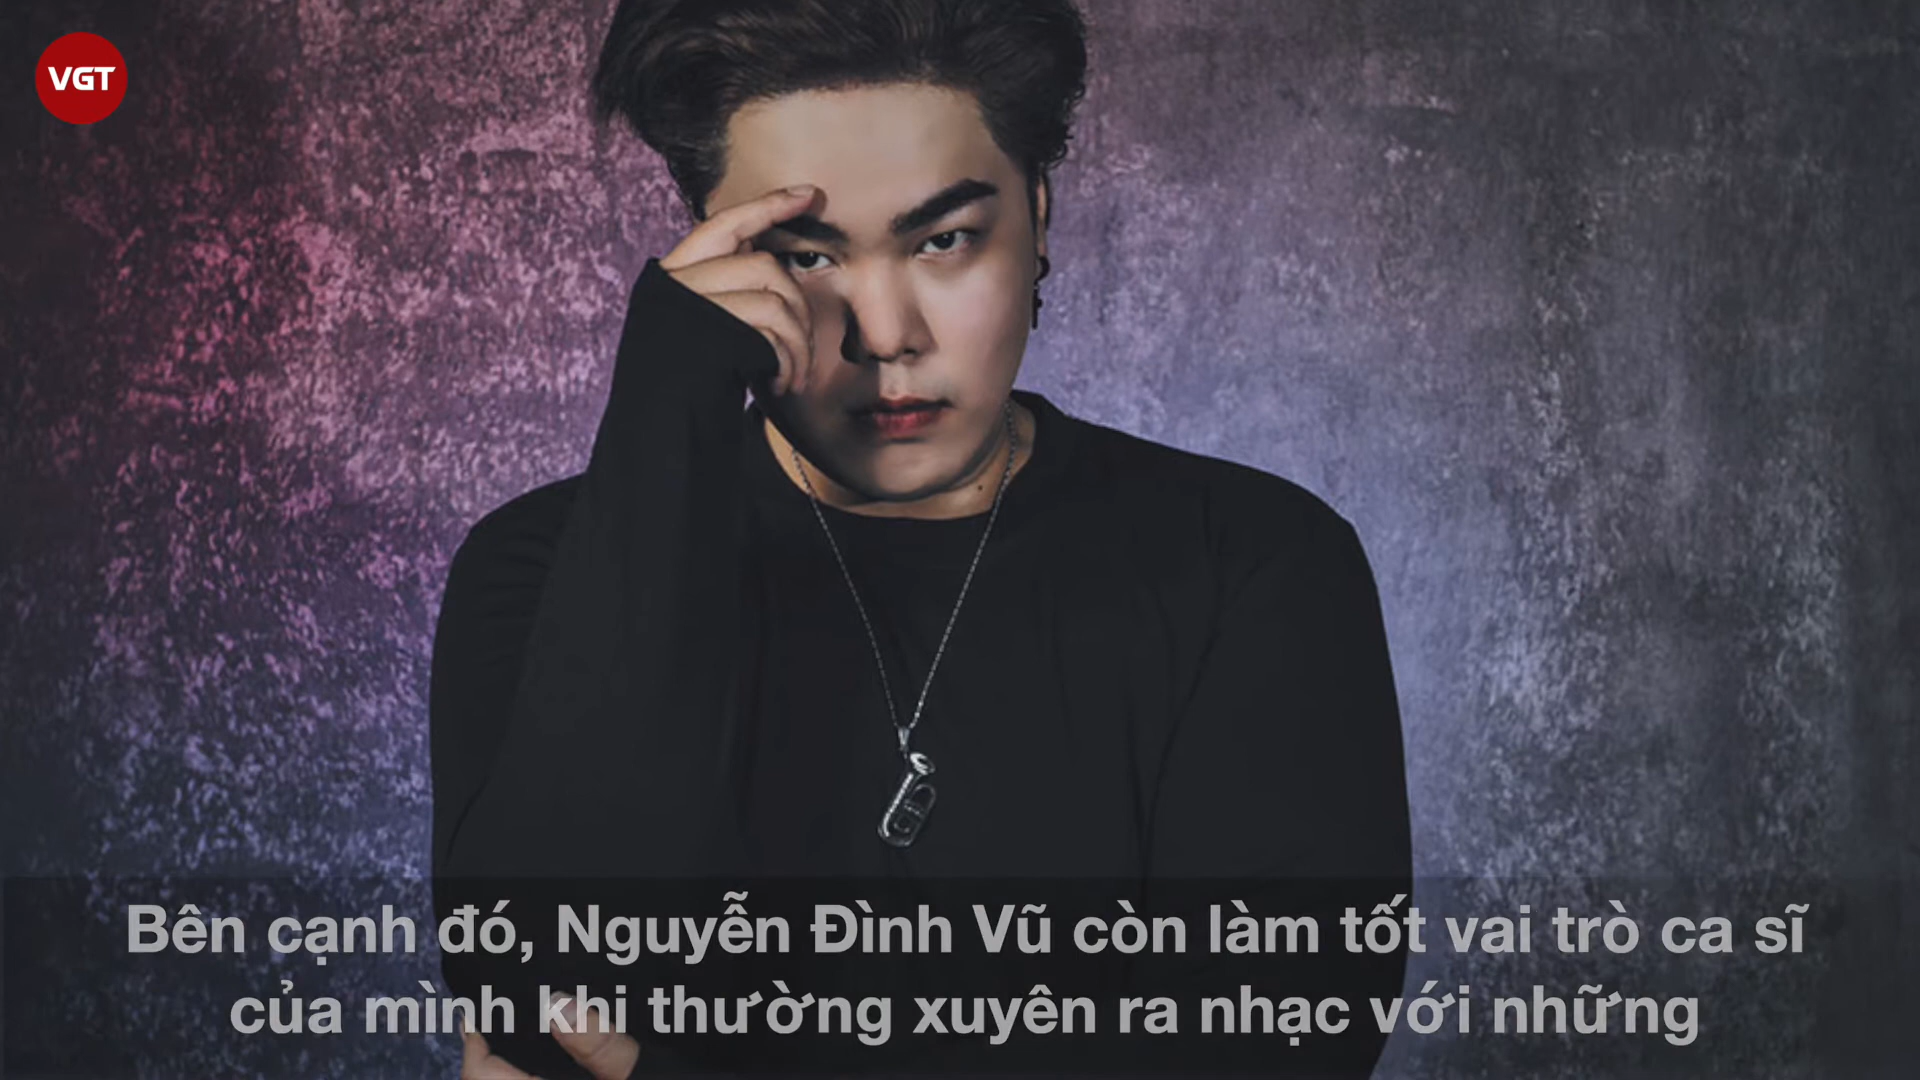 VGT
Bên cạnh đó, Nguyễn Đình Vũ còn làm tốt vai trò ca sĩ
của mình khi thường xuyên ra nhạc với những